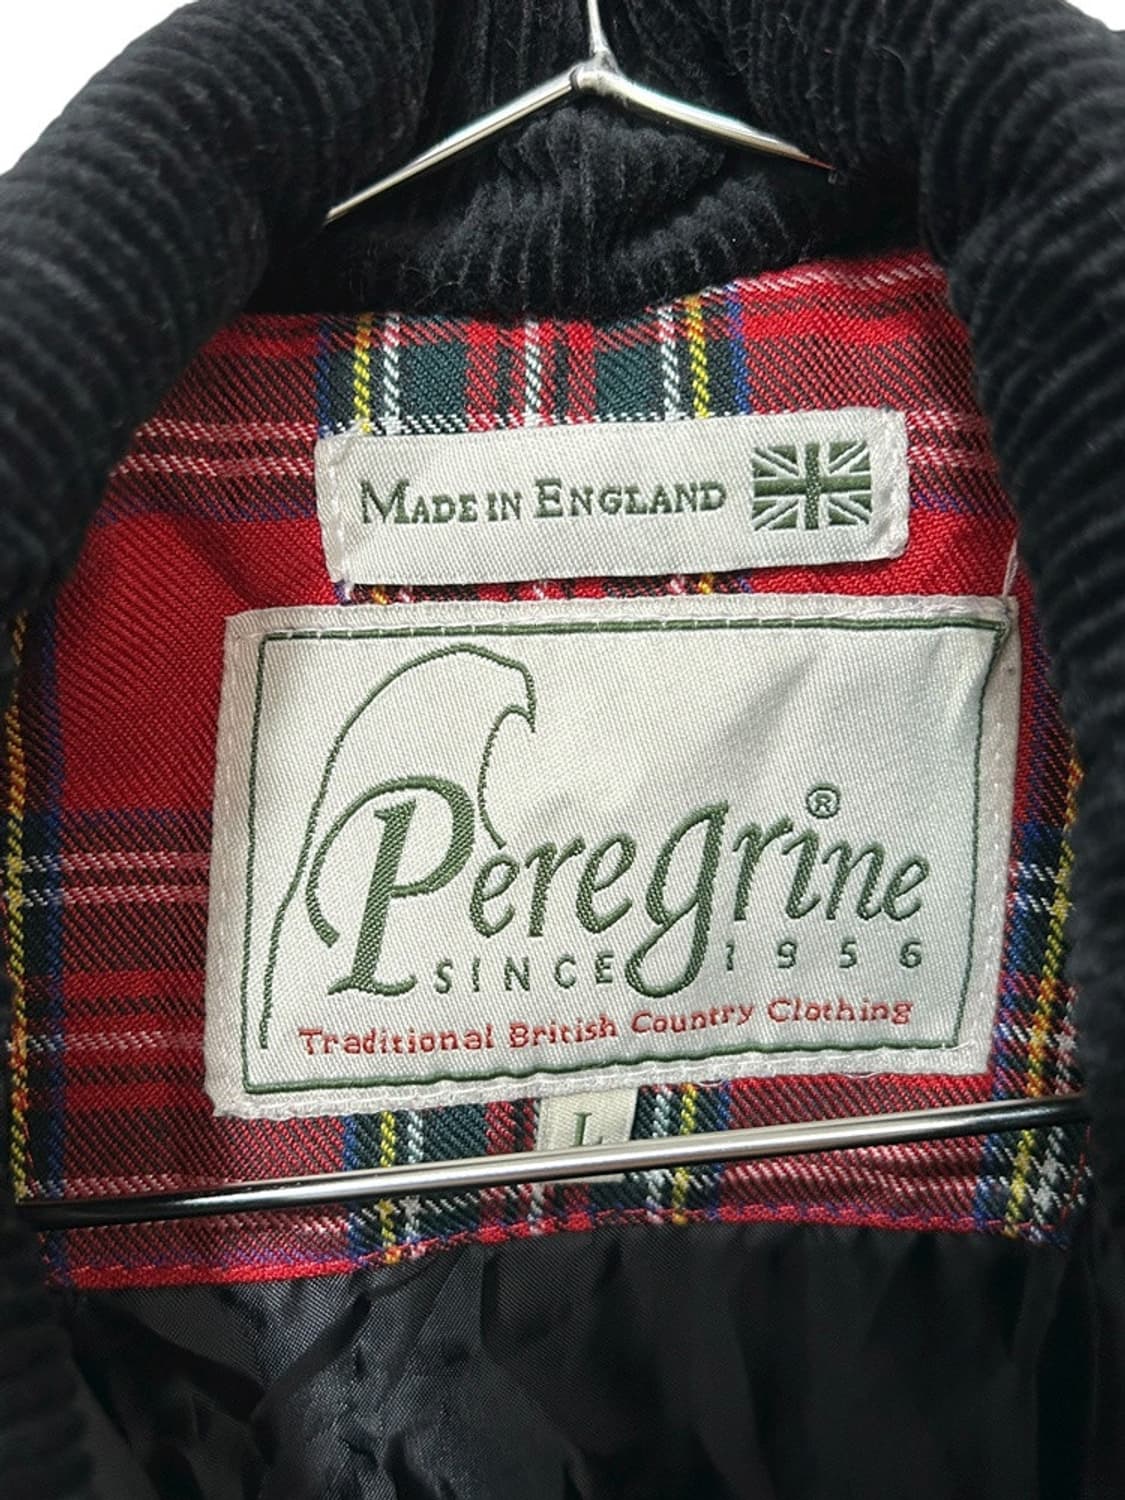 MADE IN ENGLAND
Peregrine®
SINCE 1956
Traditional British Country Clothing
L